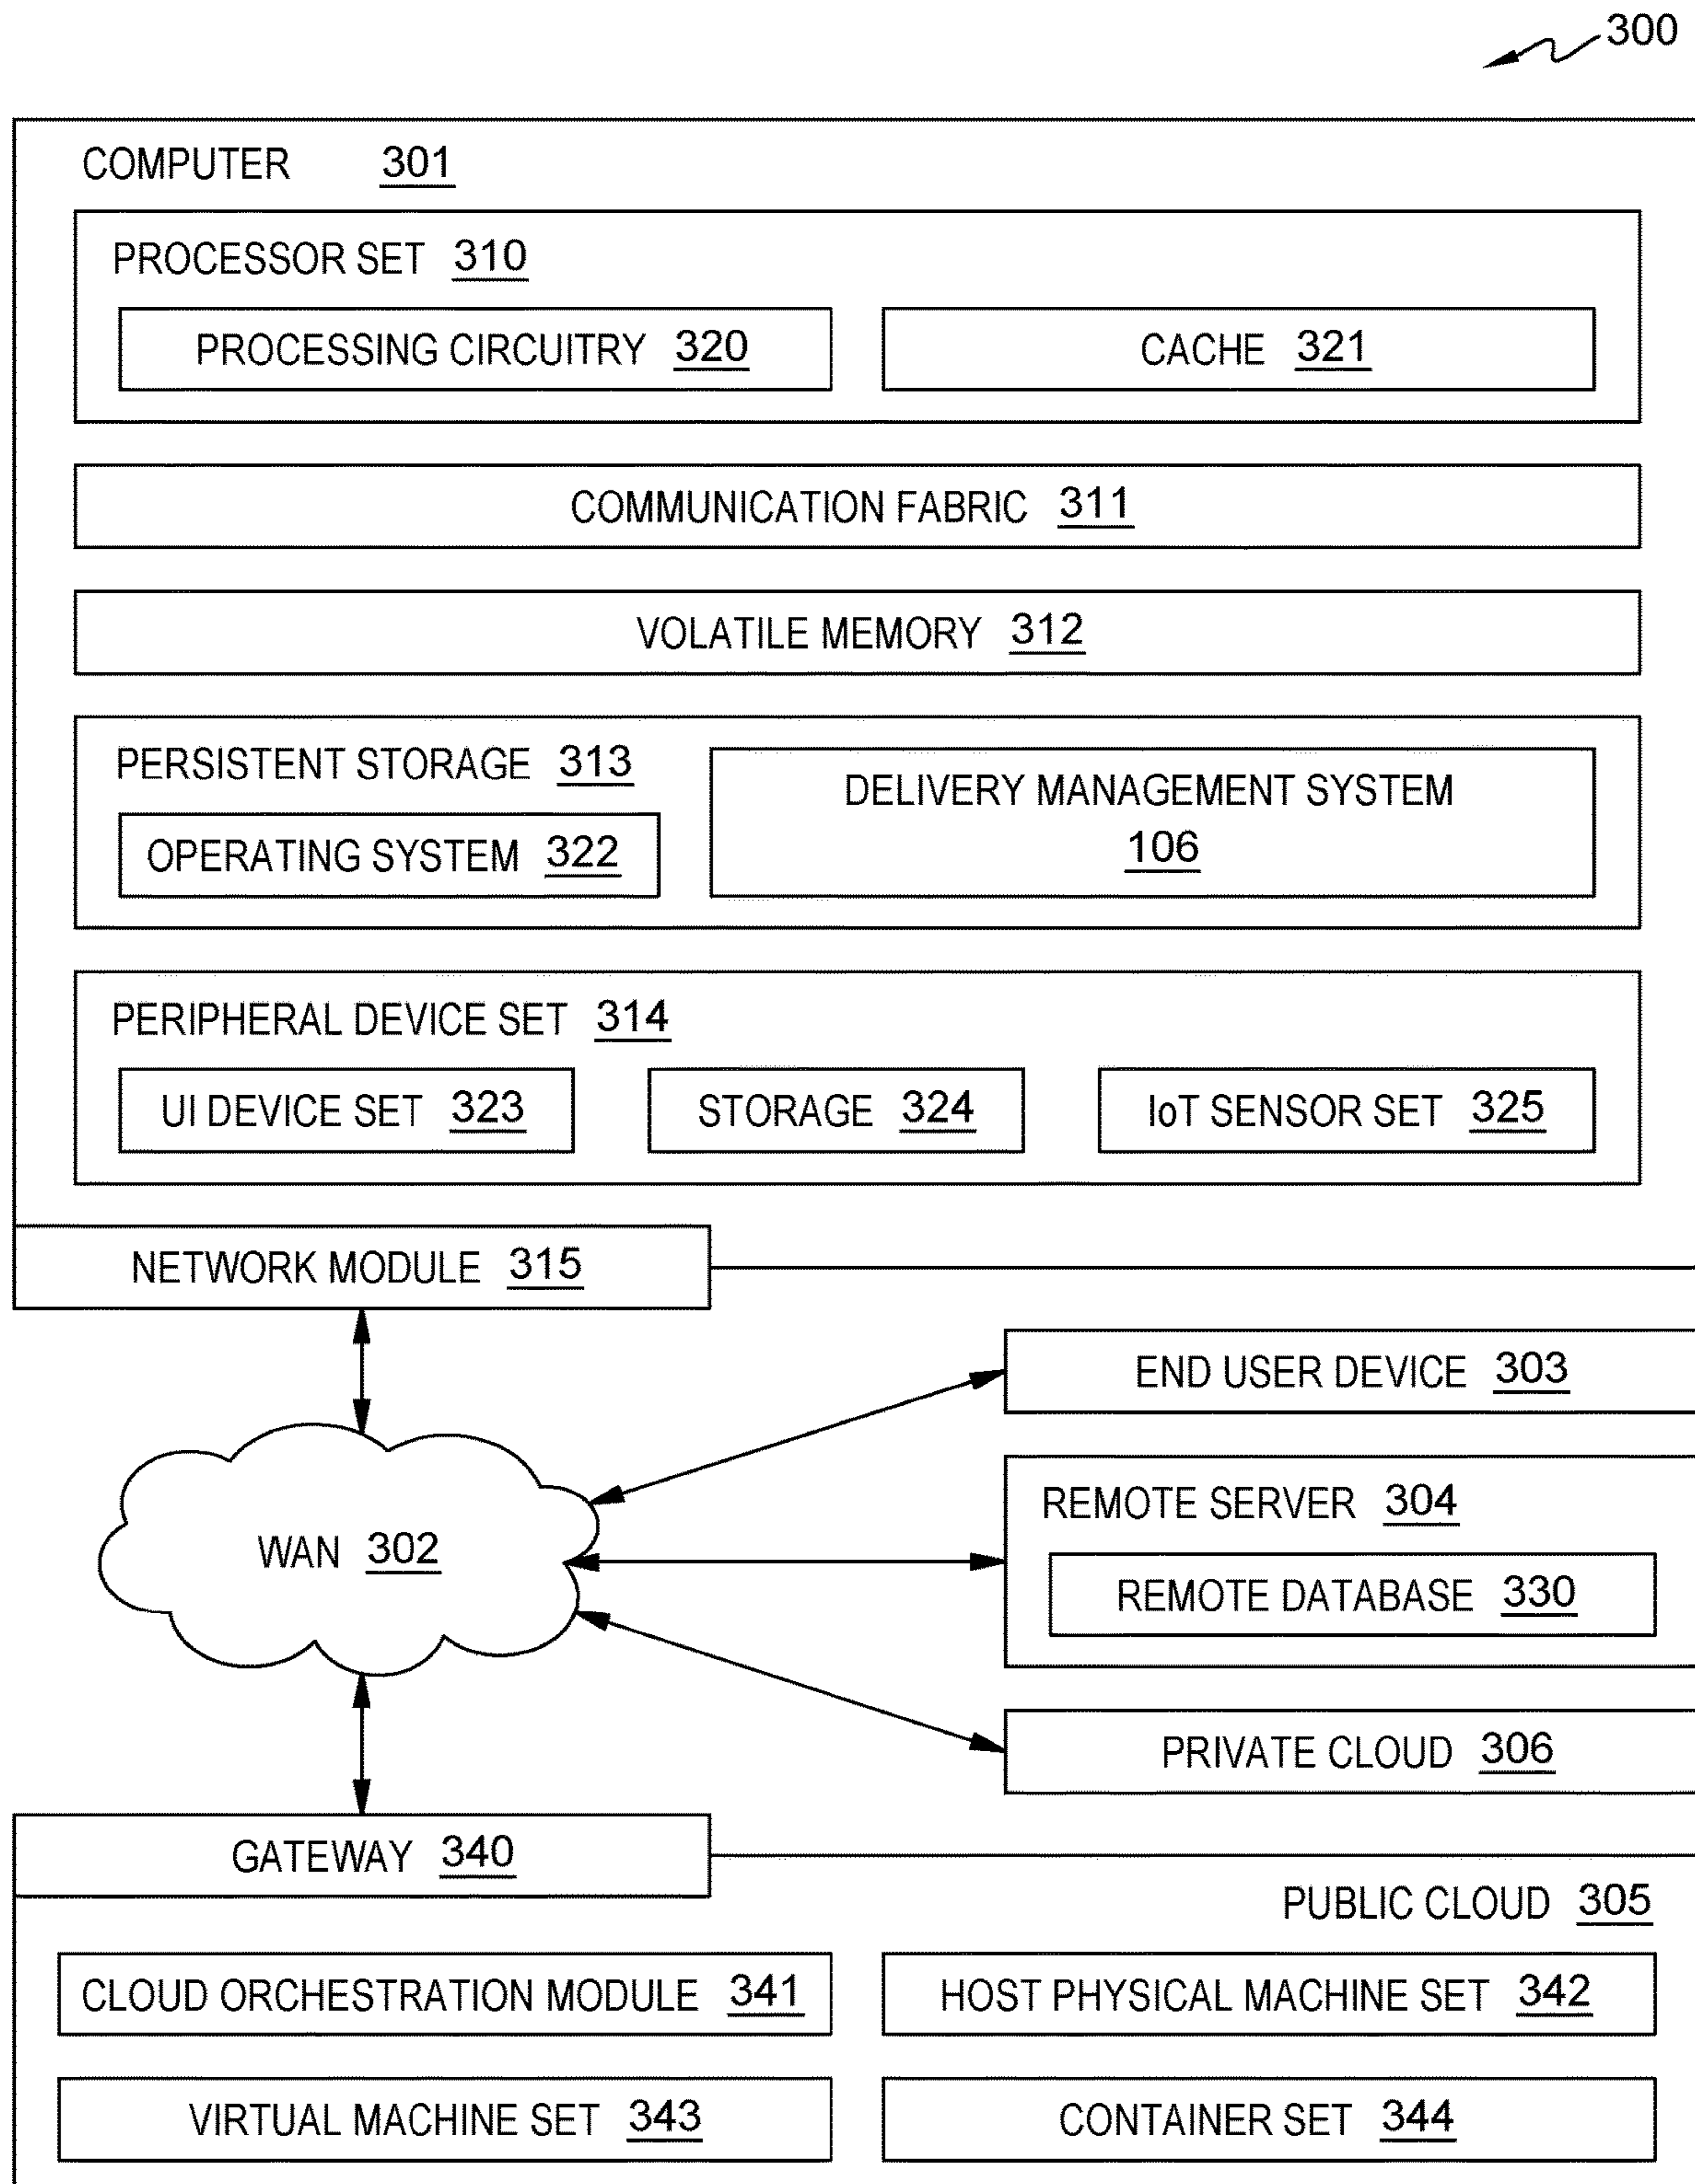 300
COMPUTER 301
PROCESSOR SET 310
PROCESSING CIRCUITRY 320
CACHE 321
COMMUNICATION FABRIC 311
VOLATILE MEMORY 312
PERSISTENT STORAGE 313
OPERATING SYSTEM 322
DELIVERY MANAGEMENT SYSTEM
106
PERIPHERAL DEVICE SET 314
UI DEVICE SET 323
STORAGE 324
IoT SENSOR SET 325
NETWORK MODULE 315
END USER DEVICE 303
REMOTE SERVER 304
WAN 302
REMOTE DATABASE 330
PRIVATE CLOUD 306
GATEWAY 340
PUBLIC CLOUD 305
CLOUD ORCHESTRATION MODULE 341
HOST PHYSICAL MACHINE SET 342
VIRTUAL MACHINE SET 343
CONTAINER SET 344